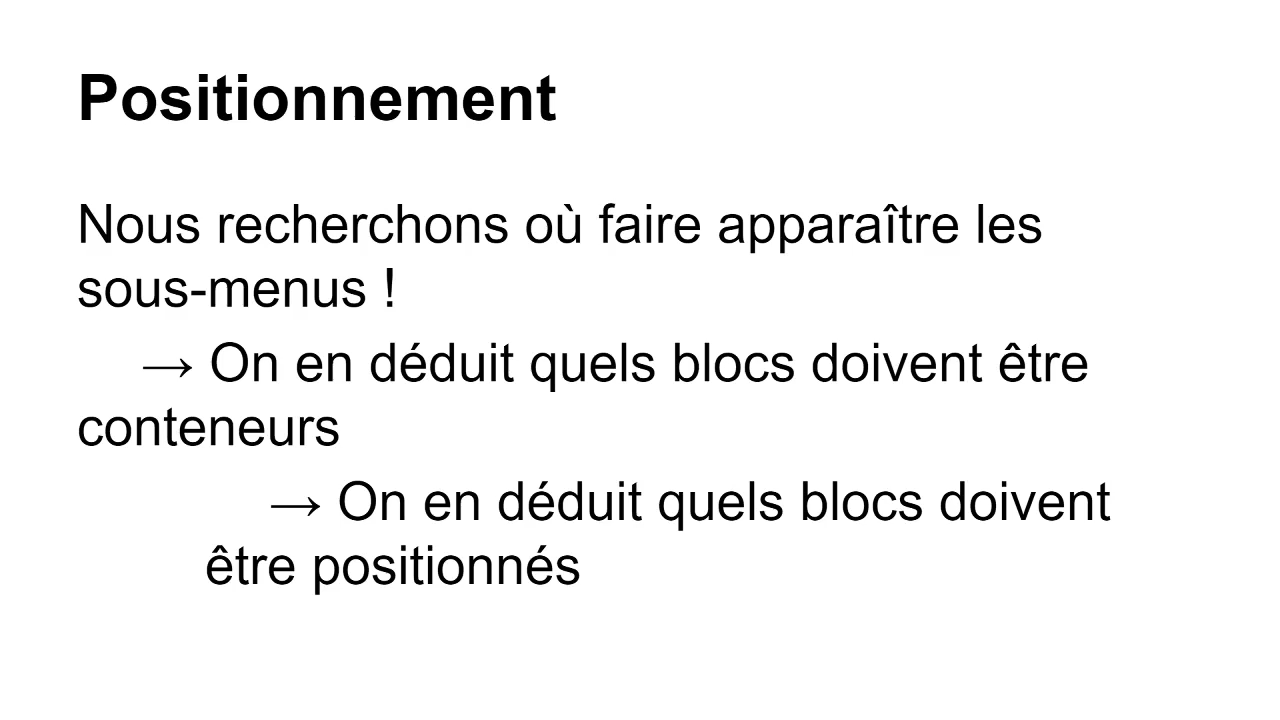 Positionnement
Nous recherchons où faire apparaître les
sous-menus !
→ On en déduit quels blocs doivent être
conteneurs
→ On en déduit quels blocs doivent
être positionnés